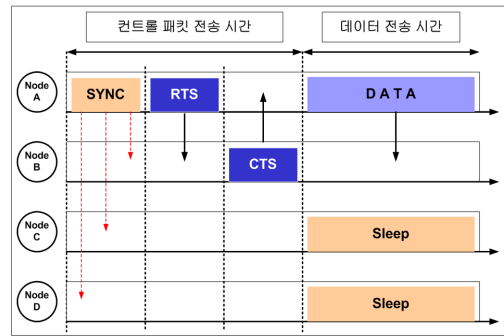 컨트롤 패킷 전송 시간
데이터 전송 시간
Node
A
SYNC
RTS
D A T A
Node
B
CTS
Node
C
Sleep
Node
D
Sleep